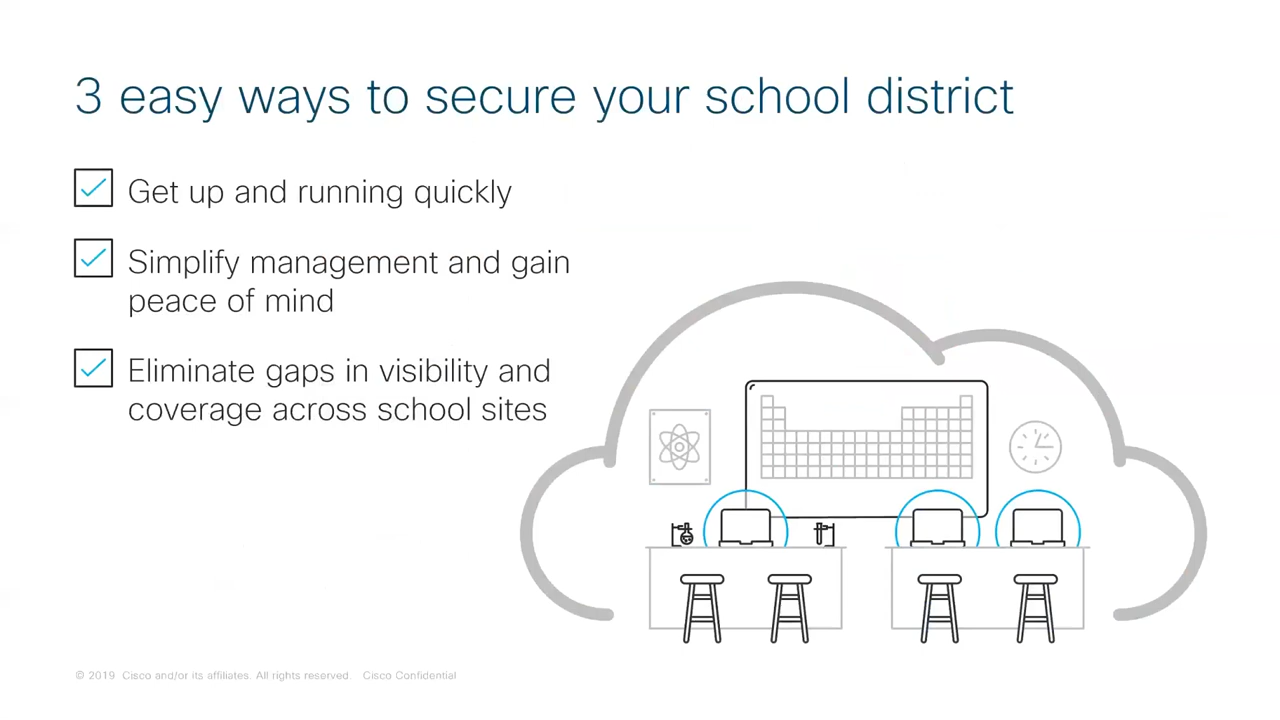 3 easy ways to secure your school district
Get up and running quickly
Simplify management and gain
peace of mind
Eliminate gaps in visibility and
coverage across school sites
© 2019 Cisco and/or its affiliates. All rights reserved. Cisco Confidential